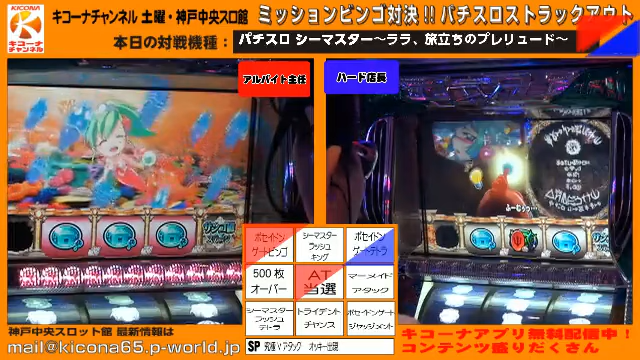 KICONA
キコーナ
チャンネル
キコーナチャンネル 土曜・神戸中央スロ館
ミッションビンゴ対決!! パチスロストラックアウト
本日の対戦機種:
パチスロ シーマスター〜ララ、旅立ちのプレリュード〜
アルバイト主任
ハード店長
ポセイドン
ゲートビンゴ
シーマスター
ラッシュ
キング
ポセイドン
ゲートテトラ
500枚
オーバー
AT
当選
マーメイド
アタック
シーマスター
ラッシュ
テトラ
トライデント
チャンス
ポセイドンゲート
ジャッジメント
神戸中央スロット館 最新情報は
mail@kicona65.p-world.jp
キコーナアプリ無料配信中!
コンテンツ盛りだくさん